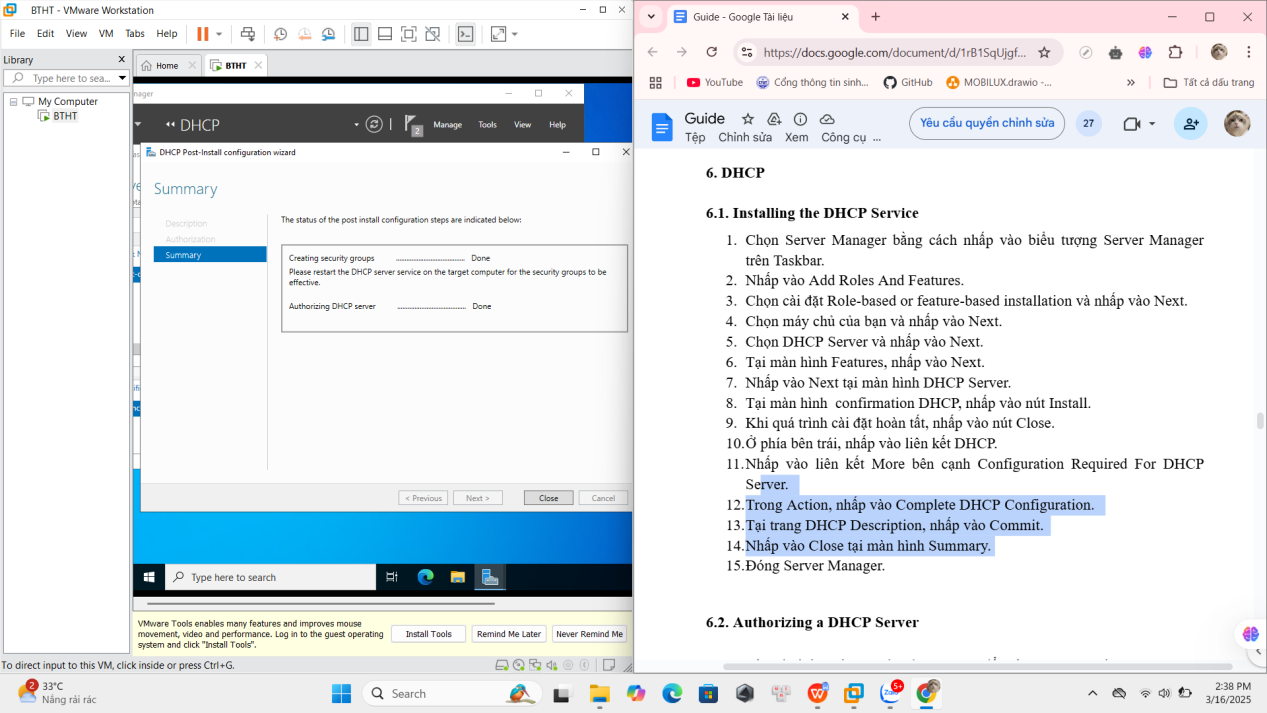 BTHT - VMware Workstation
File Edit View VM Tabs Help
Library
Type here to sea...
My Computer
BTHT
Home
BTHT
nager
DHCP
2
Manage Tools View Help
DHCP Post-Install configuration wizard
Summary
Description
Authorization
Summary
The status of the post install configuration steps are indicated below:
Creating security groups ..................................... Done
Please restart the DHCP server service on the target computer for the security groups to be
effective.
Authorizing DHCP server ..................................... Done
< Previous Next > Close Cancel
Type here to search
VMware Tools enables many features and improves mouse
movement, video and performance. Log in to the guest operating
system and click "Install Tools".
Install Tools Remind Me Later Never Remind Me
To direct input to this VM, click inside or press Ctrl+G.
Guide - Google Tài liệu
https://docs.google.com/document/d/1rB1SqUjgf...
YouTube Cổng thông tin sinh... GitHub MOBILUX.drawio -... » Tất cả dấu trang
Guide
Tệp Chỉnh sửa Xem Công cụ ...
Yêu cầu quyền chỉnh sửa
27
6. DHCP
6.1. Installing the DHCP Service
1. Chọn Server Manager bằng cách nhấp vào biểu tượng Server Manager
trên Taskbar.
2. Nhấp vào Add Roles And Features.
3. Chọn cài đặt Role-based or feature-based installation và nhấp vào Next.
4. Chọn máy chủ của bạn và nhấp vào Next.
5. Chọn DHCP Server và nhấp vào Next.
6. Tại màn hình Features, nhấp vào Next.
7. Nhấp vào Next tại màn hình DHCP Server.
8. Tại màn hình confirmation DHCP, nhấp vào nút Install.
9. Khi quá trình cài đặt hoàn tất, nhấp vào nút Close.
10.Ở phía bên trái, nhấp vào liên kết DHCP.
11.Nhấp vào liên kết More bên cạnh Configuration Required For DHCP
Server.
12.Trong Action, nhấp vào Complete DHCP Configuration.
13.Tại trang DHCP Description, nhấp vào Commit.
14.Nhấp vào Close tại màn hình Summary.
15.Đóng Server Manager.
6.2. Authorizing a DHCP Server
2
33°C
Nắng rải rác
Search
Zalo
5+
2:38 PM
3/16/2025